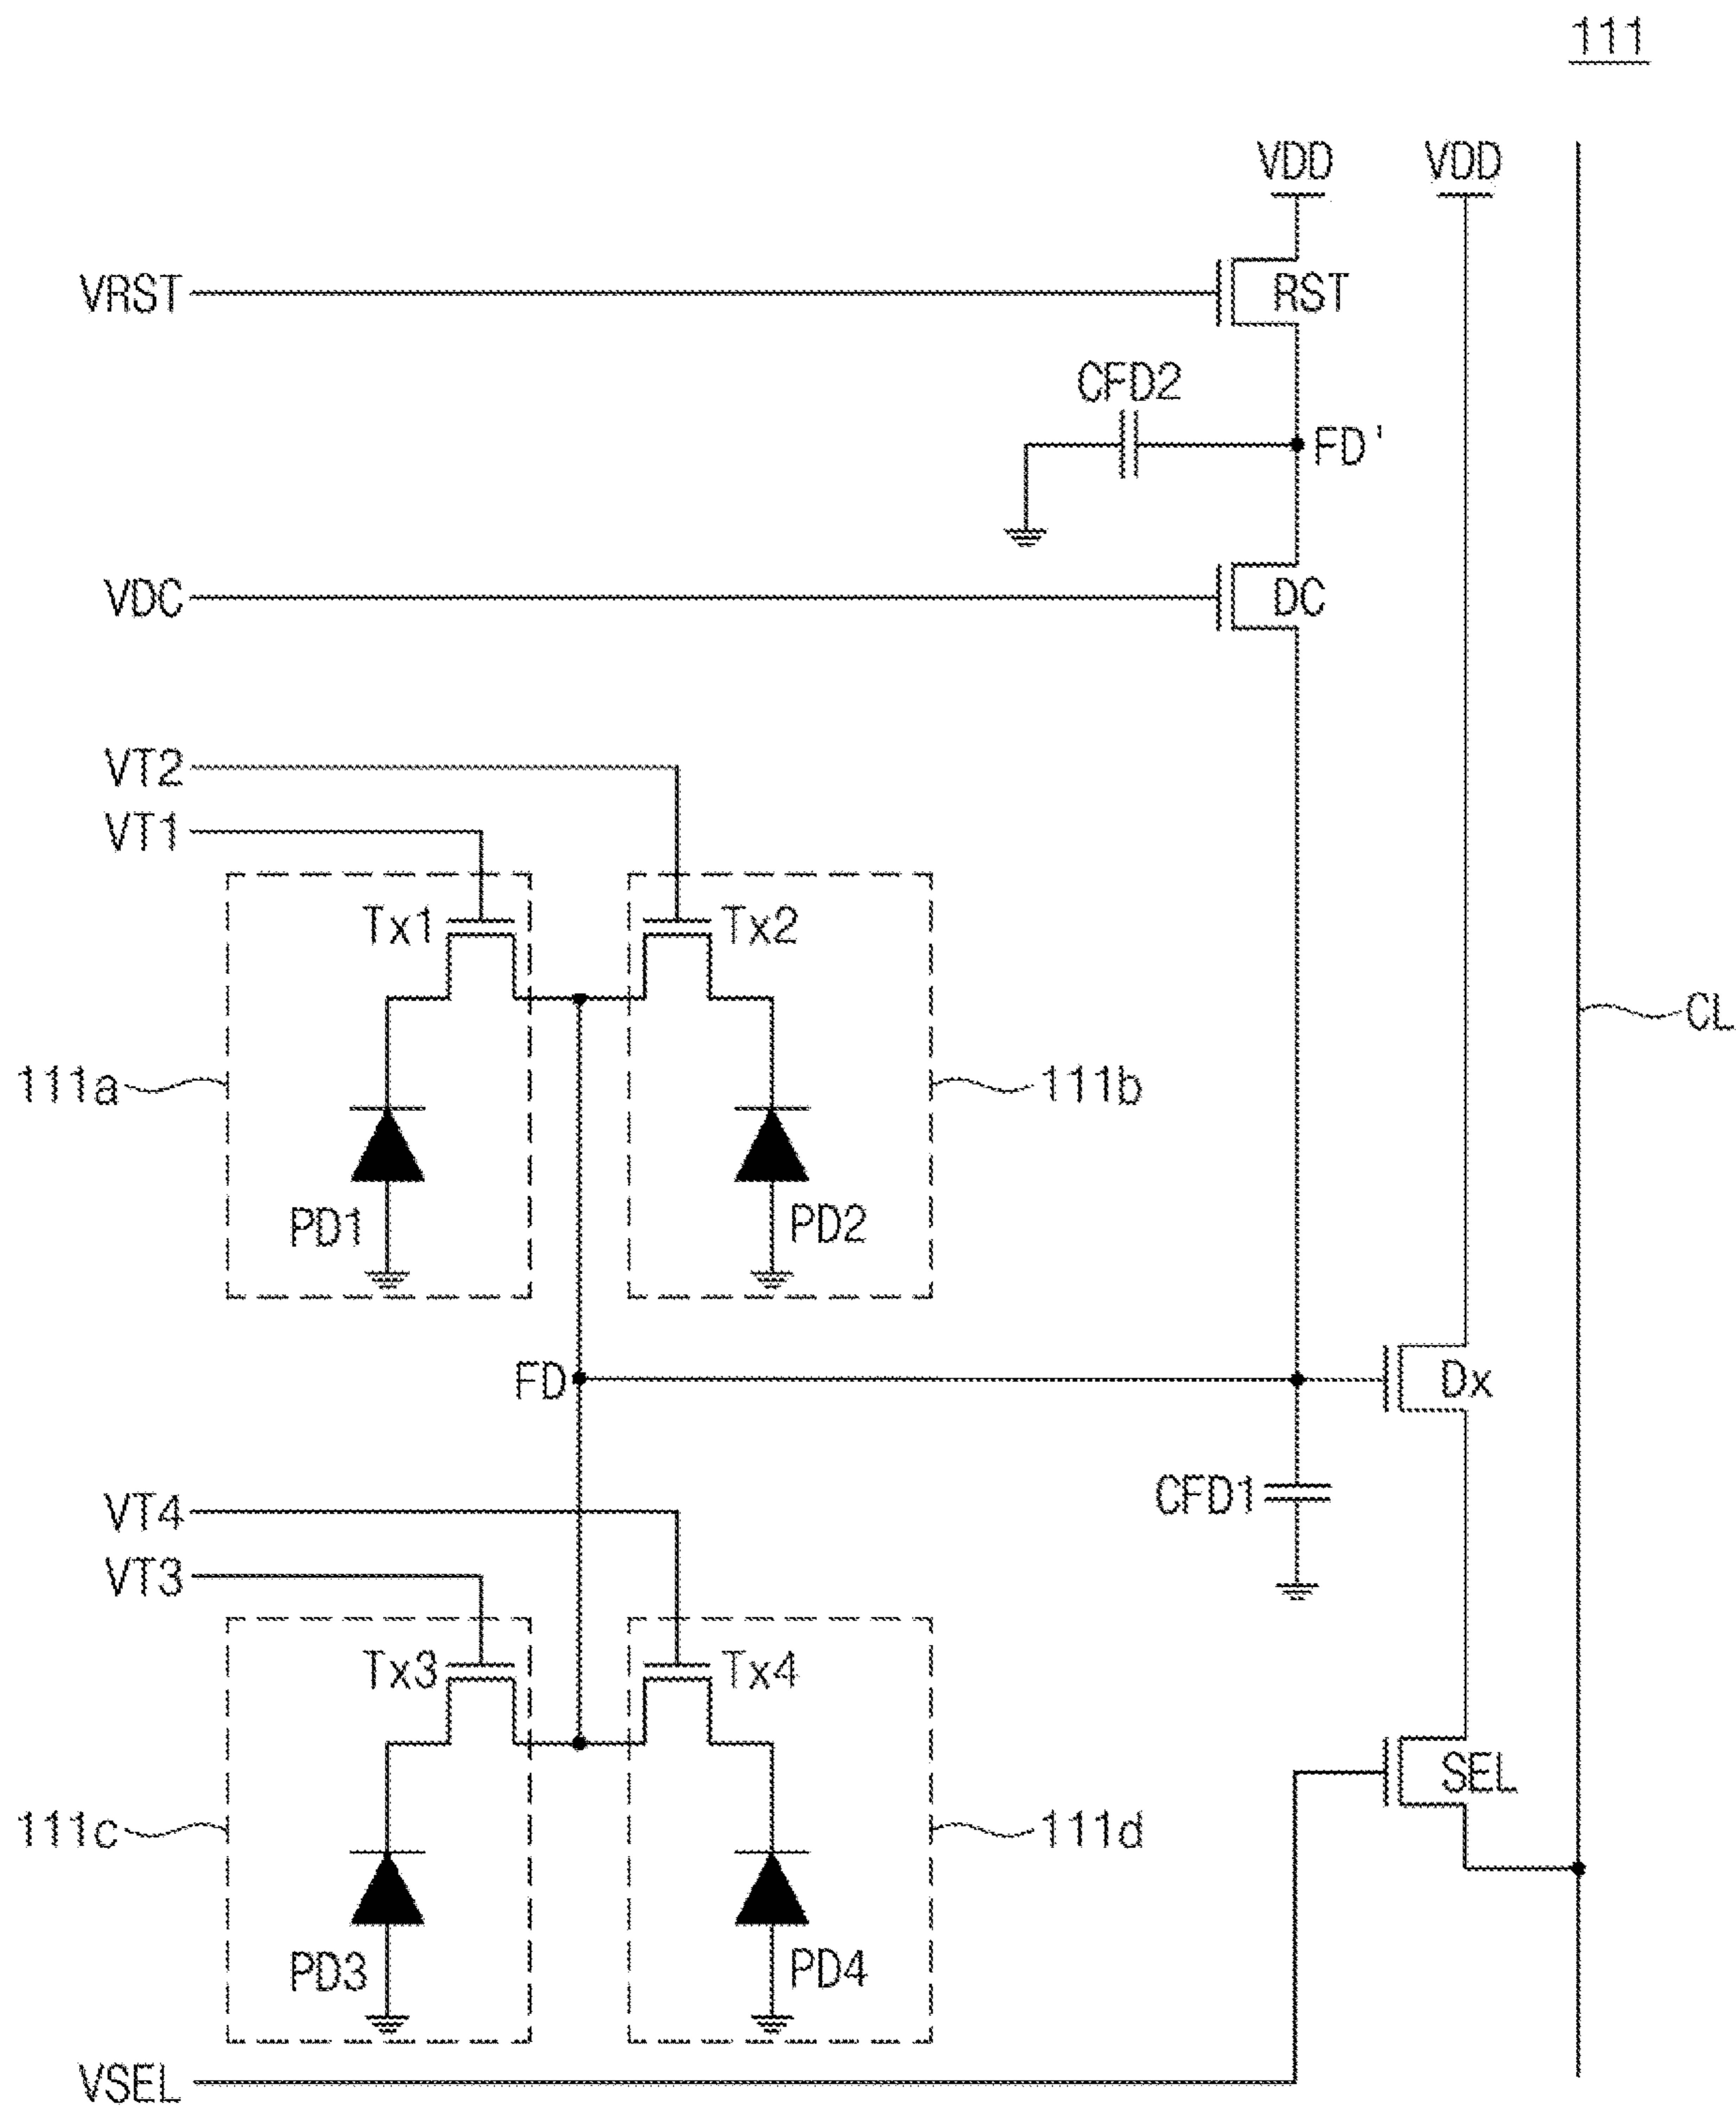 111
VDD VDD
VRST RST
CFD2
FD'
VDC DC
VT2
VT1
Tx1 Tx2
CL
111a 111b
PD1 PD2
FD Dx
CFD1
VT4
VT3
Tx3 Tx4
SEL
111c 111d
PD3 PD4
VSEL